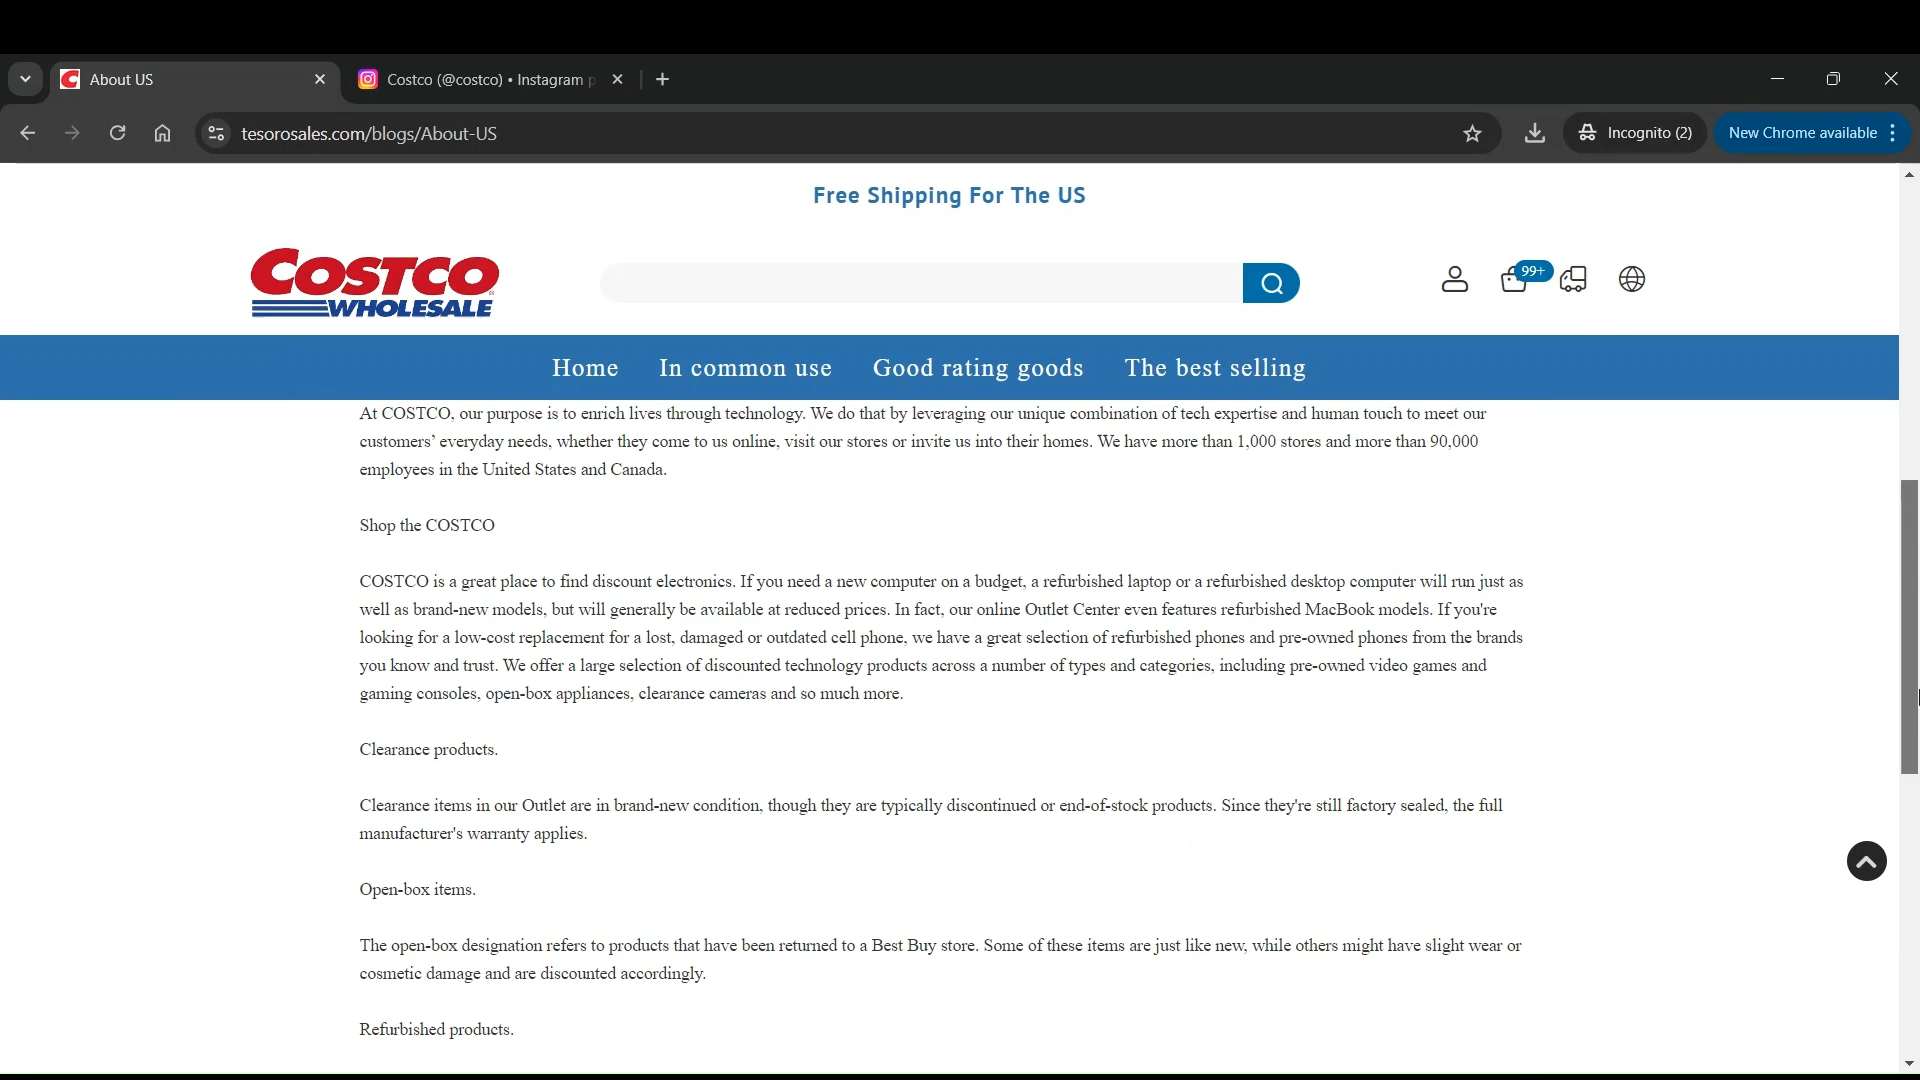 About US
Costco (@costco) • Instagram p
tesorosales.com/blogs/About-US
Incognito (2)
New Chrome available
Free Shipping For The US
COSTCO
WHOLESALE
99+
Home In common use Good rating goods The best selling
At COSTCO, our purpose is to enrich lives through technology. We do that by leveraging our unique combination of tech expertise and human touch to meet our
customers’ everyday needs, whether they come to us online, visit our stores or invite us into their homes. We have more than 1,000 stores and more than 90,000
employees in the United States and Canada.
Shop the COSTCO
COSTCO is a great place to find discount electronics. If you need a new computer on a budget, a refurbished laptop or a refurbished desktop computer will run just as
well as brand-new models, but will generally be available at reduced prices. In fact, our online Outlet Center even features refurbished MacBook models. If you're
looking for a low-cost replacement for a lost, damaged or outdated cell phone, we have a great selection of refurbished phones and pre-owned phones from the brands
you know and trust. We offer a large selection of discounted technology products across a number of types and categories, including pre-owned video games and
gaming consoles, open-box appliances, clearance cameras and so much more.
Clearance products.
Clearance items in our Outlet are in brand-new condition, though they are typically discontinued or end-of-stock products. Since they're still factory sealed, the full
manufacturer's warranty applies.
Open-box items.
The open-box designation refers to products that have been returned to a Best Buy store. Some of these items are just like new, while others might have slight wear or
cosmetic damage and are discounted accordingly.
Refurbished products.